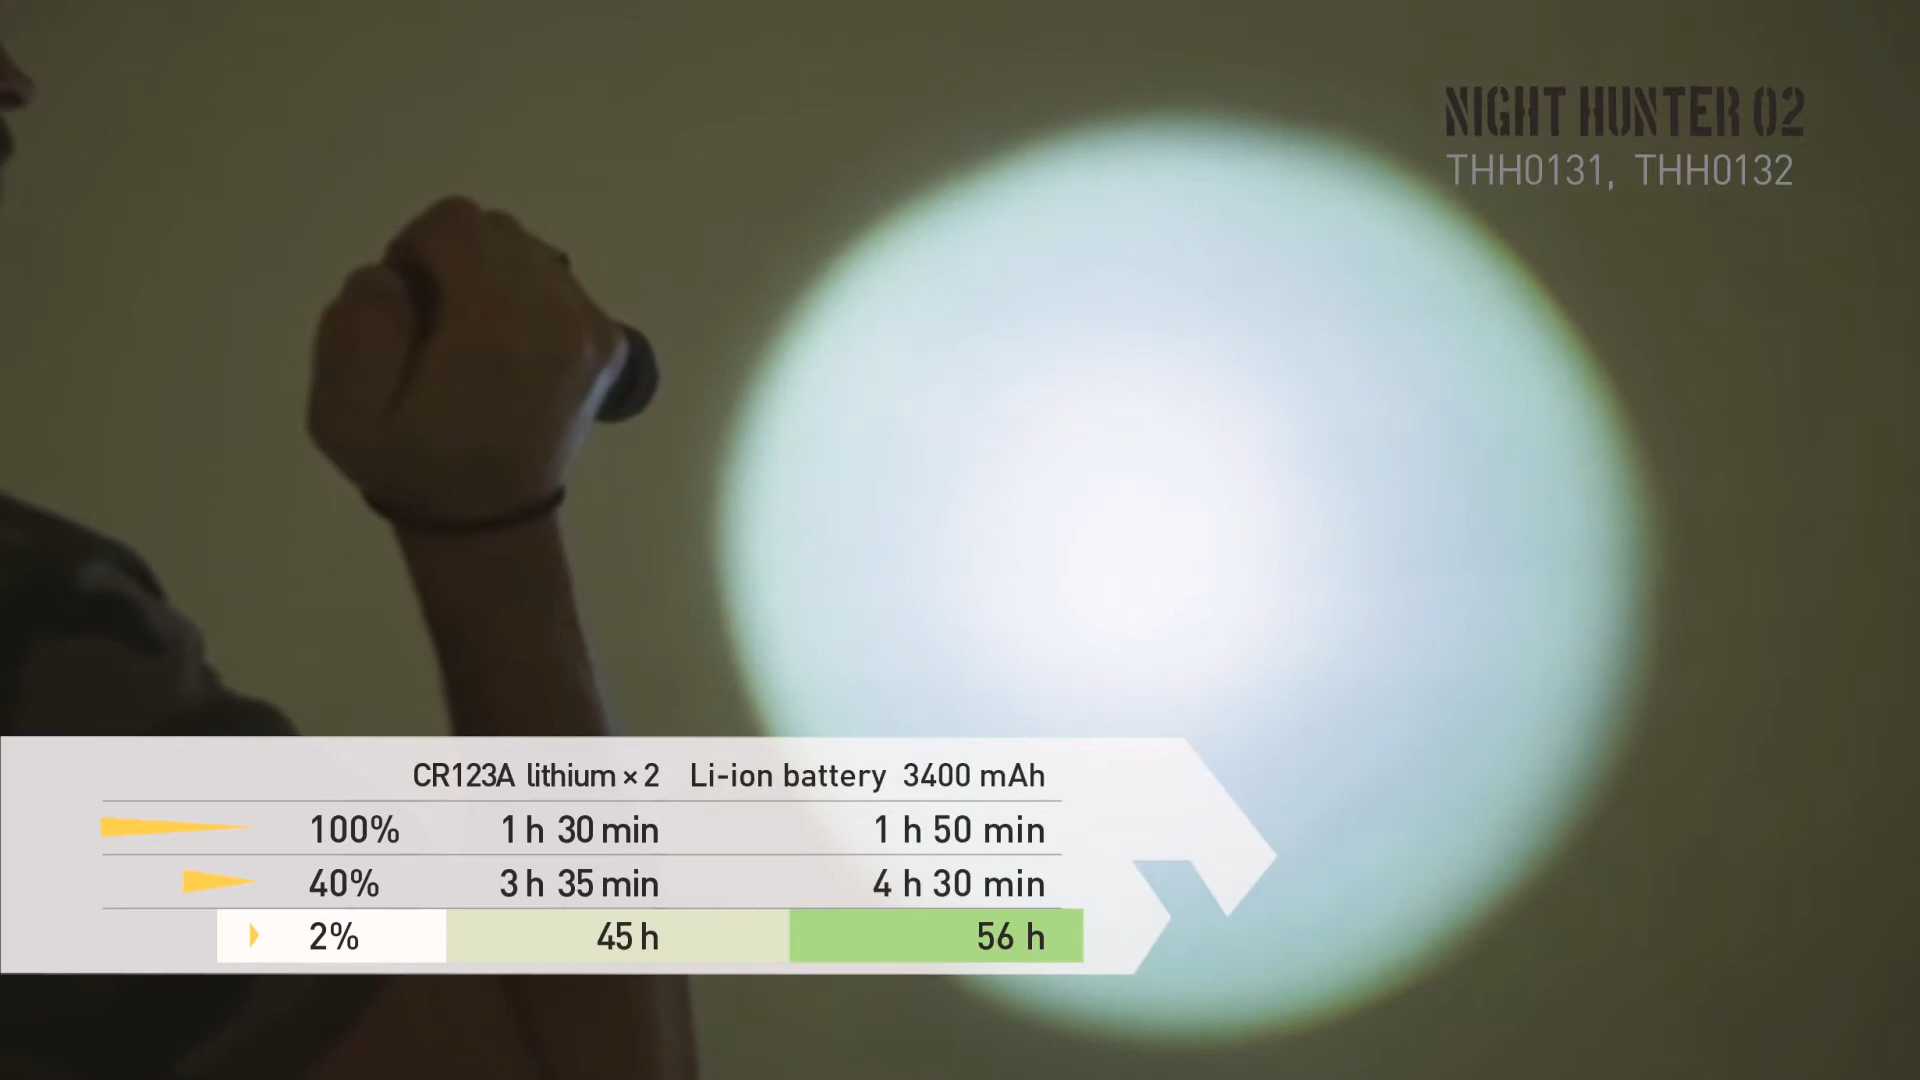 NIGHT HUNTER 02
THH0131, THH0132
CR123A lithium × 2 Li-ion battery 3400 mAh
100% 1 h 30 min 1 h 50 min
40% 3 h 35 min 4 h 30 min
2% 45 h 56 h